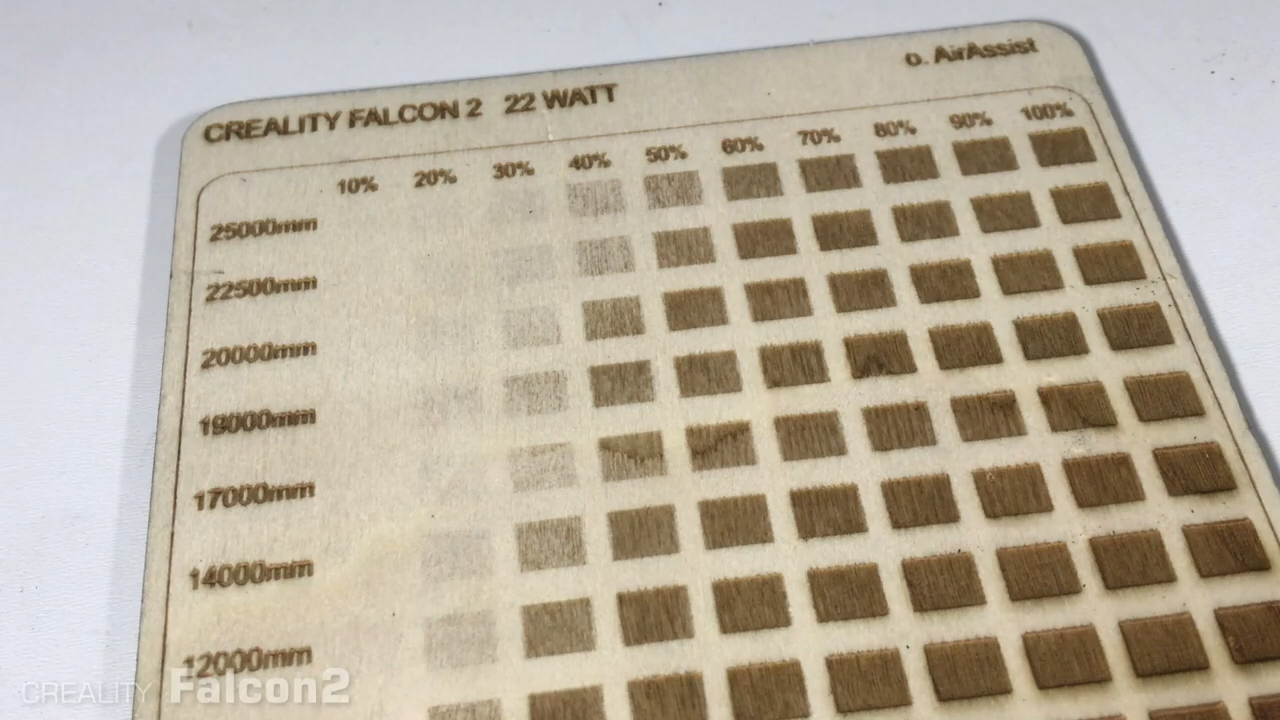 o. AirAssist
CREALITY FALCON 2 22 WATT
10% 20% 30% 40% 50% 60% 70% 80% 90% 100%
25000mm
22500mm
20000mm
19000mm
17000mm
14000mm
12000mm
CREALITY Falcon2